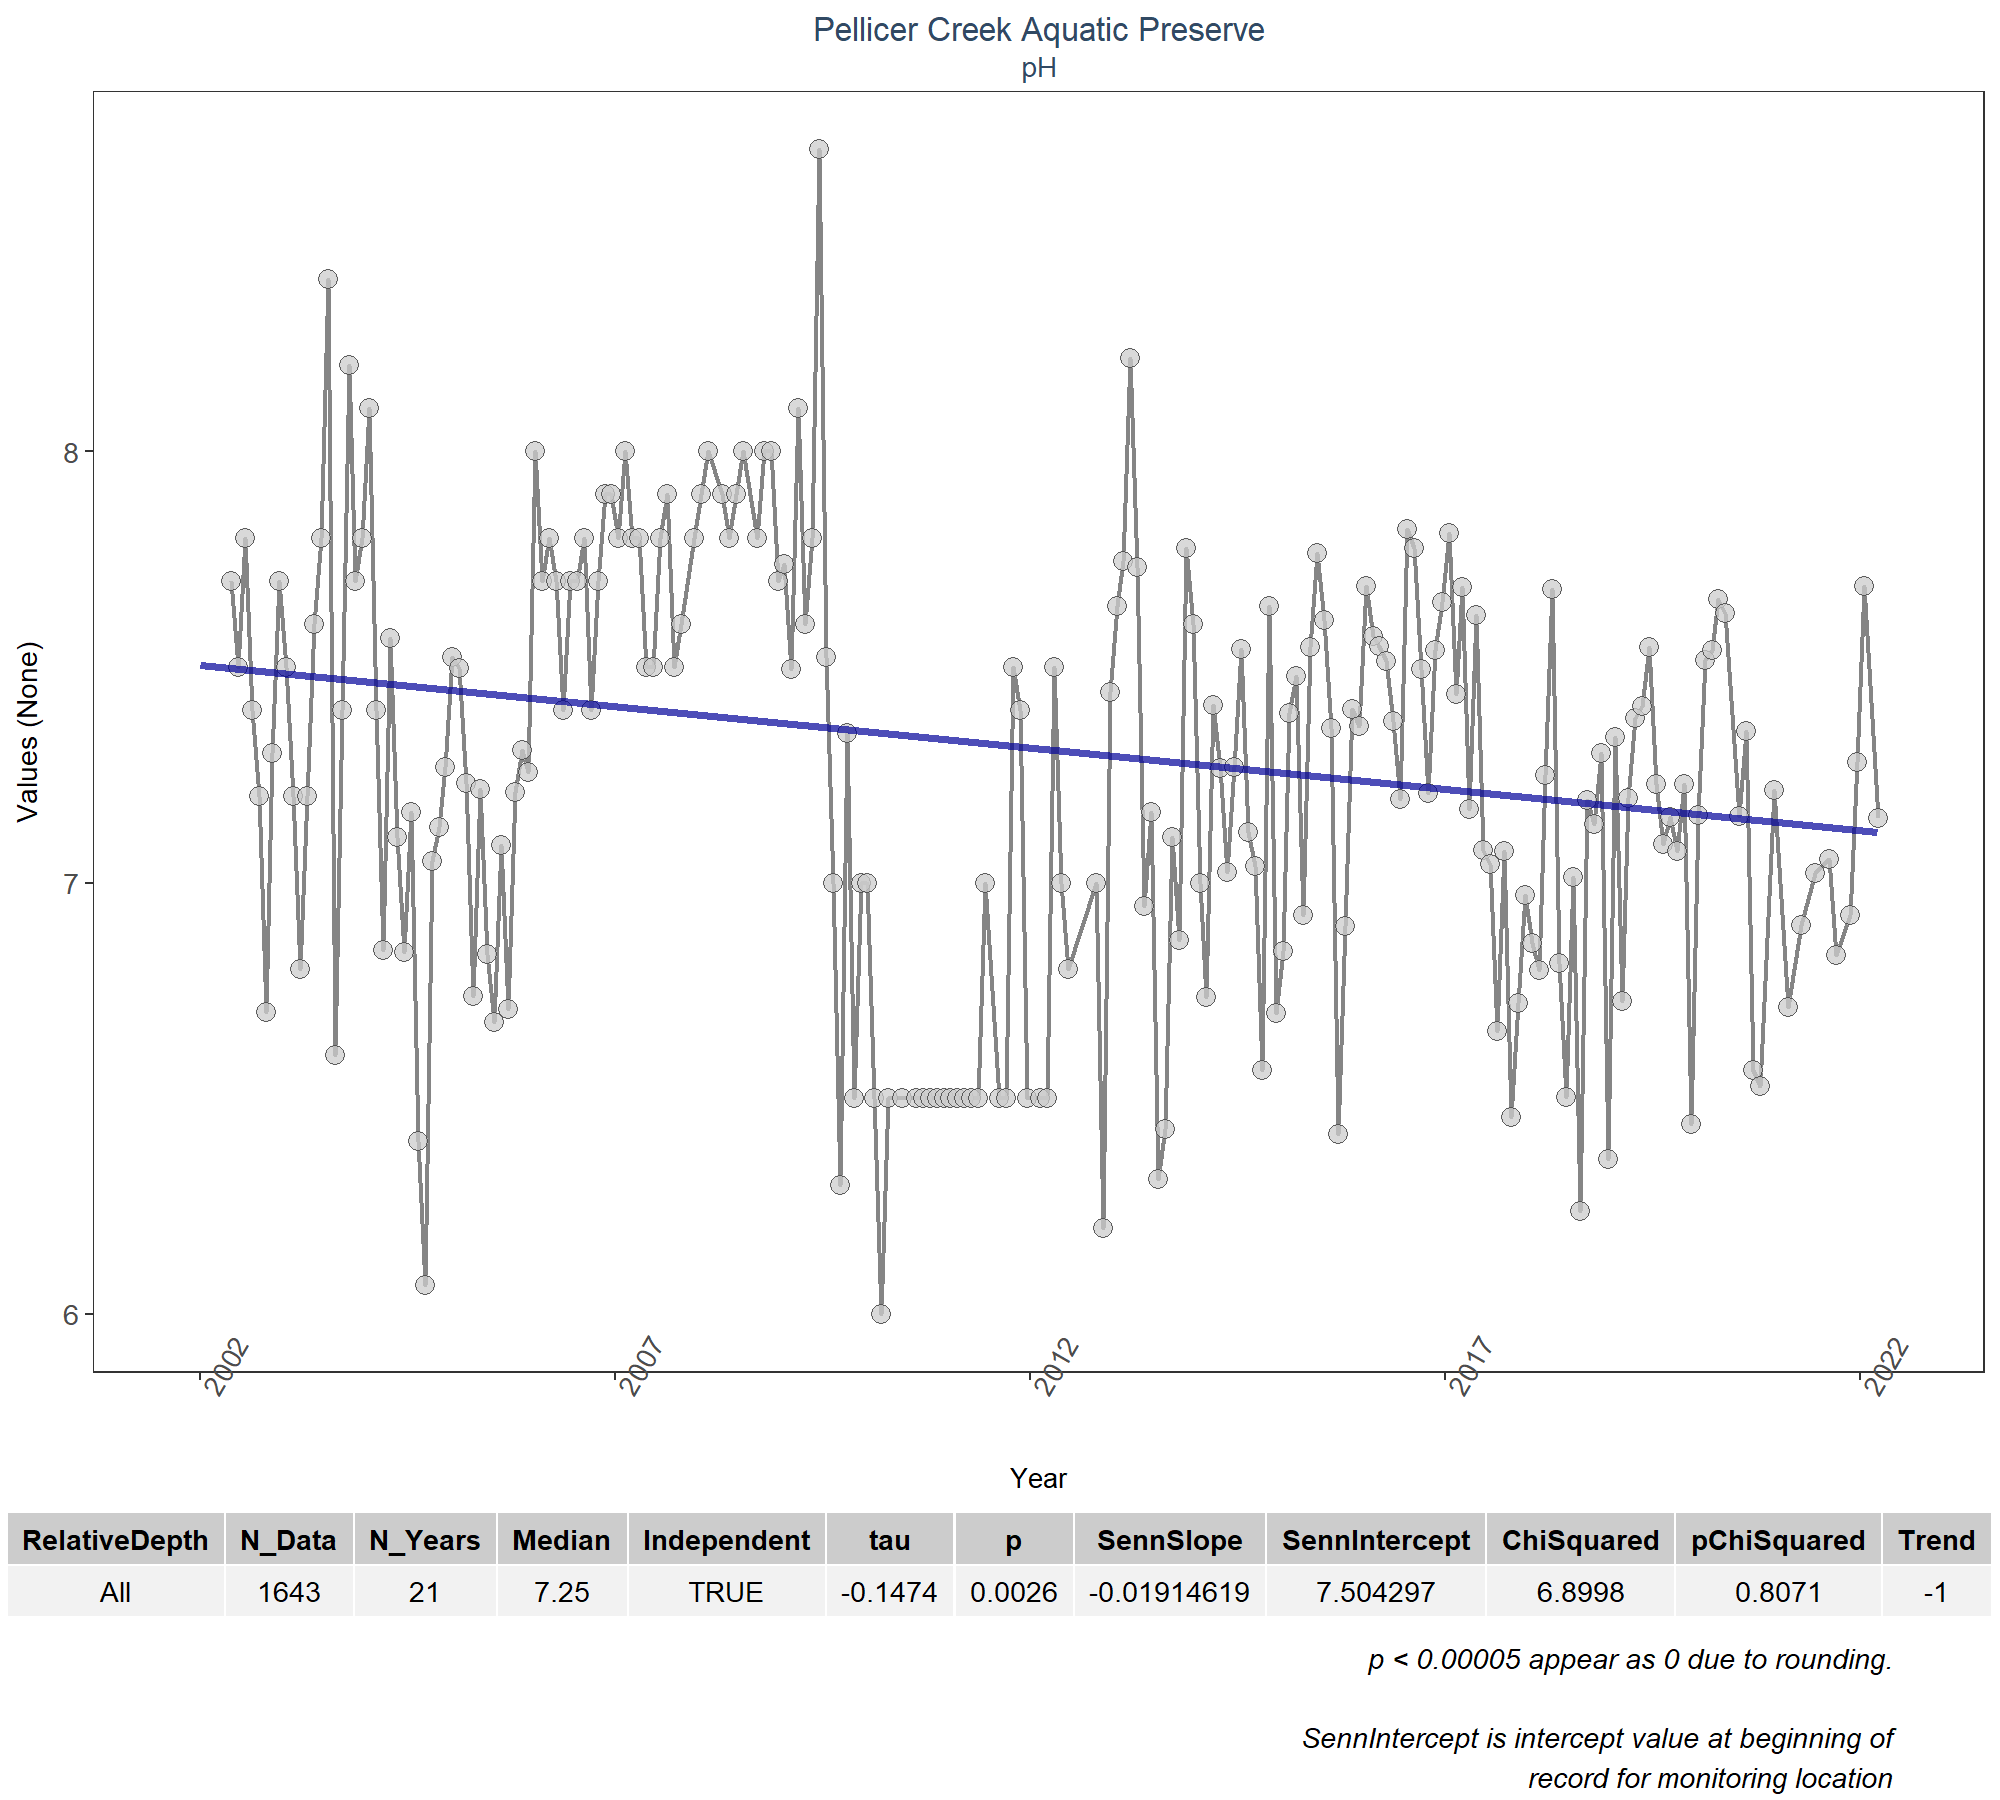 Pellicer Creek Aquatic Preserve
pH
Values (None)
8
7
6
2002
2007
2012
2017
2022
Year
RelativeDepth N_Data N_Years Median Independent tau p SennSlope SennIntercept ChiSquared pChiSquared Trend
All 1643 21 7.25 TRUE -0.1474 0.0026 -0.01914619 7.504297 6.8998 0.8071 -1
p < 0.00005 appear as 0 due to rounding.
SennIntercept is intercept value at beginning of
record for monitoring location